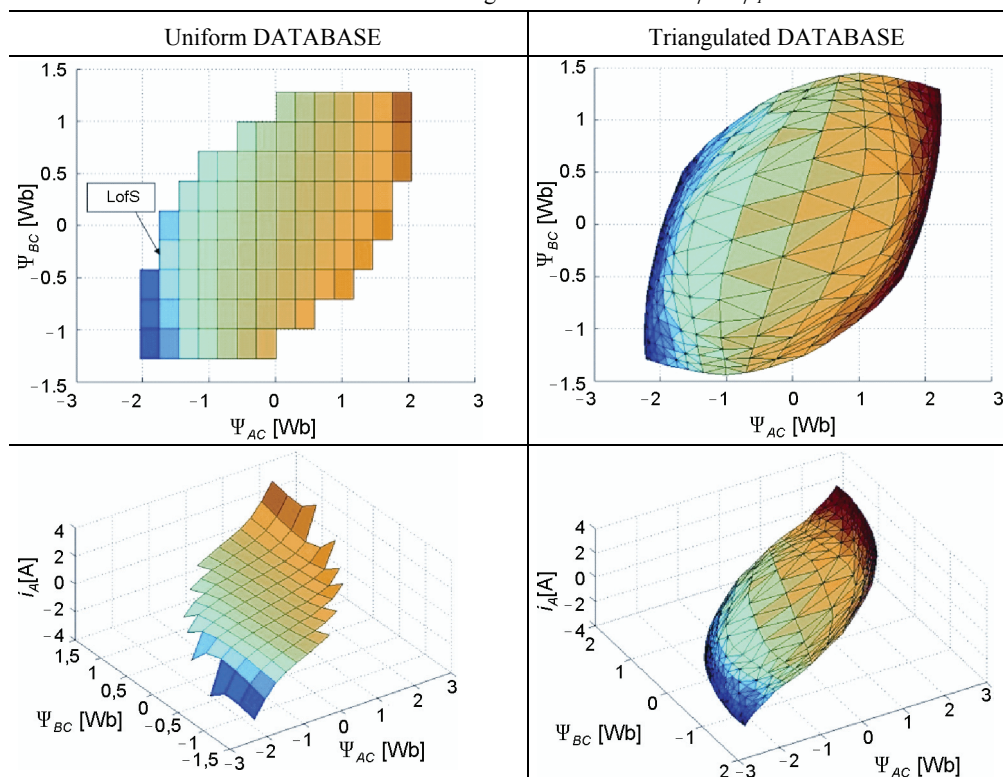 Uniform DATABASE
Triangulated DATABASE
1.5
1
0.5
0
−0.5
−1
−1.5
Ψ_BC [Wb]
LofS
−3 −2 −1 0 1 2 3
Ψ_AC [Wb]
1.5
1
0.5
0
−0.5
−1
−1.5
Ψ_BC [Wb]
−3 −2 −1 0 1 2 3
Ψ_AC [Wb]
4
2
0
−2
−4
i_A[A]
1,5
1
0,5
0
−0,5
−1
−1,5
Ψ_BC [Wb]
−3 −2 −1 0 1 2 3
Ψ_AC [Wb]
4
2
0
−2
−4
i_A[A]
2
1
0
−1
2
Ψ_BC [Wb]
−3 −2 −1 0 1 2 3
Ψ_AC [Wb]